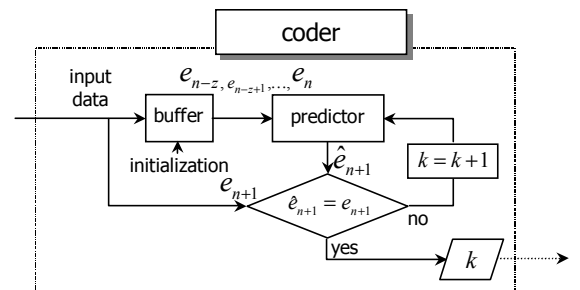 coder
input
data
e_{n-z}, e_{n-z+1}, ..., e_n
buffer
predictor
initialization
ê_{n+1}
k = k+1
e_{n+1}
ê_{n+1} = e_{n+1}
no
yes
k